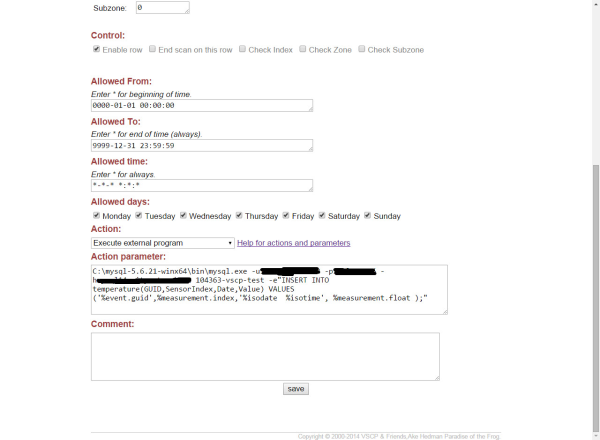 Subzone: 0
Control:
Enable row End scan on this row Check Index Check Zone Check Subzone
Allowed From:
Enter * for beginning of time.
0000-01-01 00:00:00
Allowed To:
Enter * for end of time (always).
9999-12-31 23:59:59
Allowed time:
Enter * for always.
*-*-* *:*:*
Allowed days:
Monday Tuesday Wednesday Thursday Friday Saturday Sunday
Action:
Execute external program Help for actions and parameters
Action parameter:
C:\mysql-5.6.21-winx64\bin\mysql.exe -u -p -
h 104363-vscp-test -e"INSERT INTO
temperature(GUID,SensorIndex,Date,Value) VALUES
('%event.guid',%measurement.index,'%isodate %isotime', %measurement.float );"
Comment:
save
Copyright © 2000-2014 VSCP & Friends,Ake Hedman Paradise of the Frog.